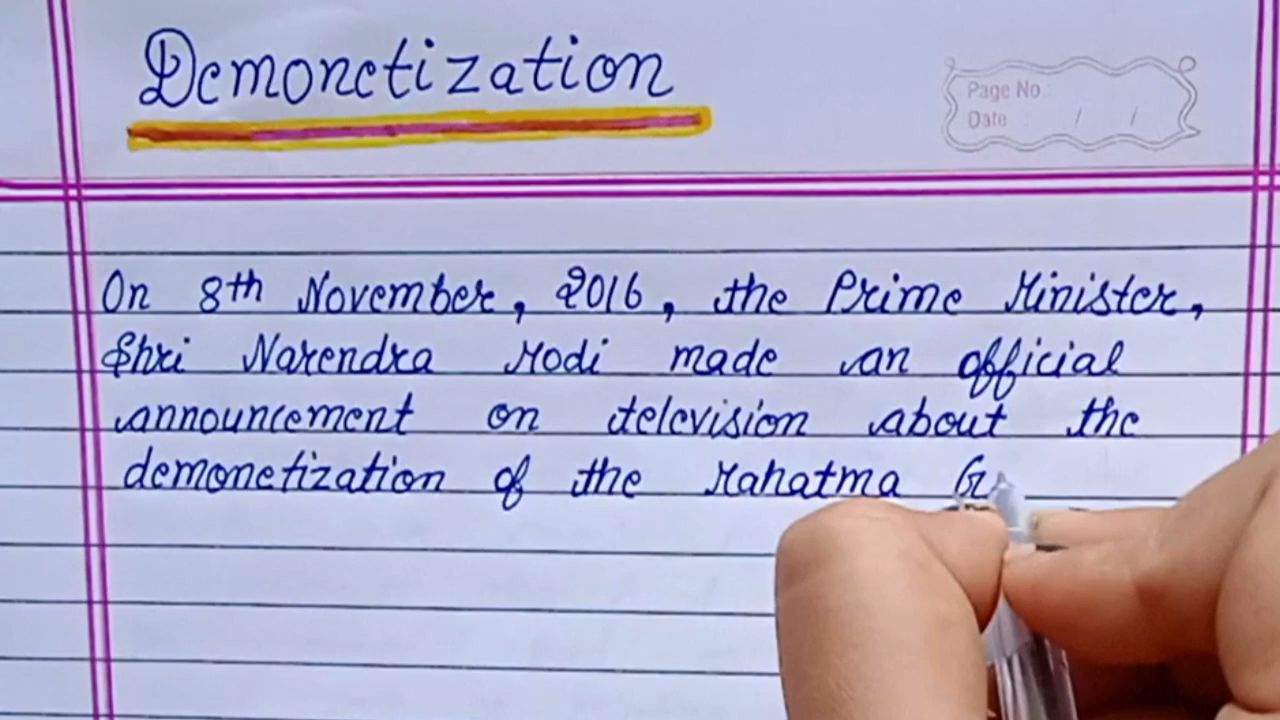 Demonetization
Page No
Date / /
On 8th November, 2016, the Prime Minister,
Shri Narendra Modi made an official
announcement on television about the
demonetization of the Mahatma G